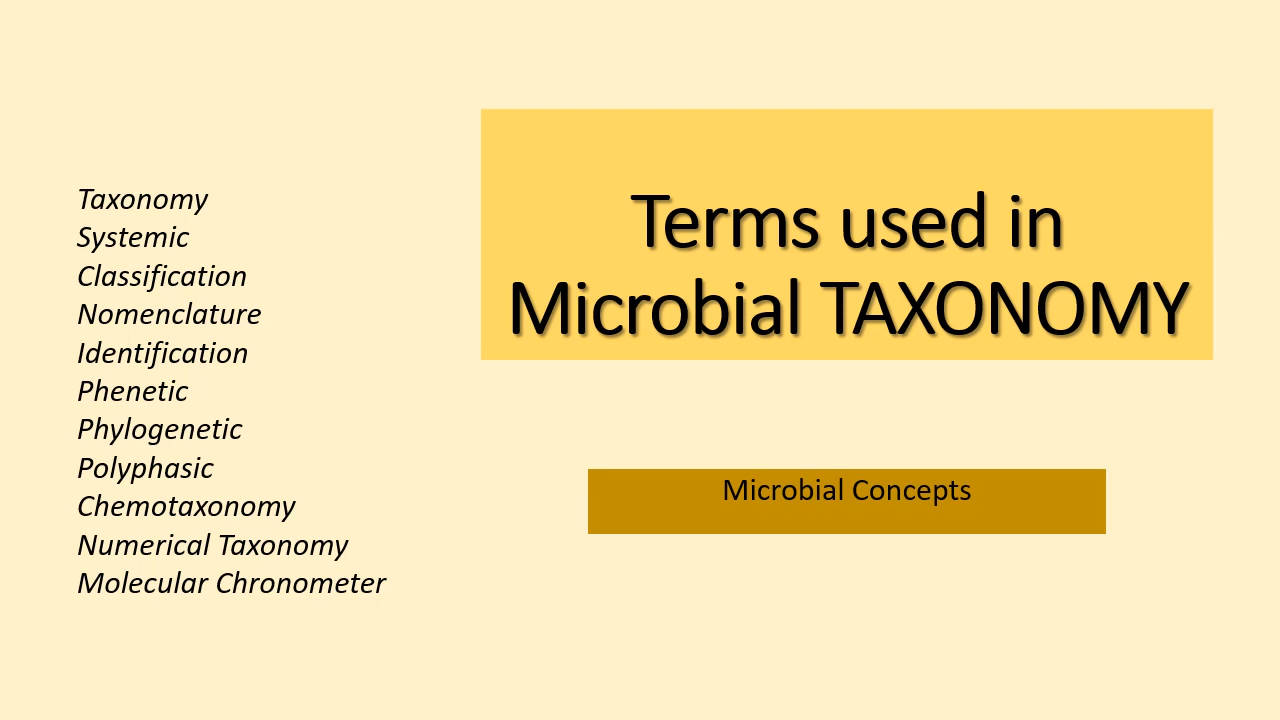 Taxonomy
Systemic
Classification
Nomenclature
Identification
Phenetic
Phylogenetic
Polyphasic
Chemotaxonomy
Numerical Taxonomy
Molecular Chronometer
Terms used in
Microbial TAXONOMY
Microbial Concepts